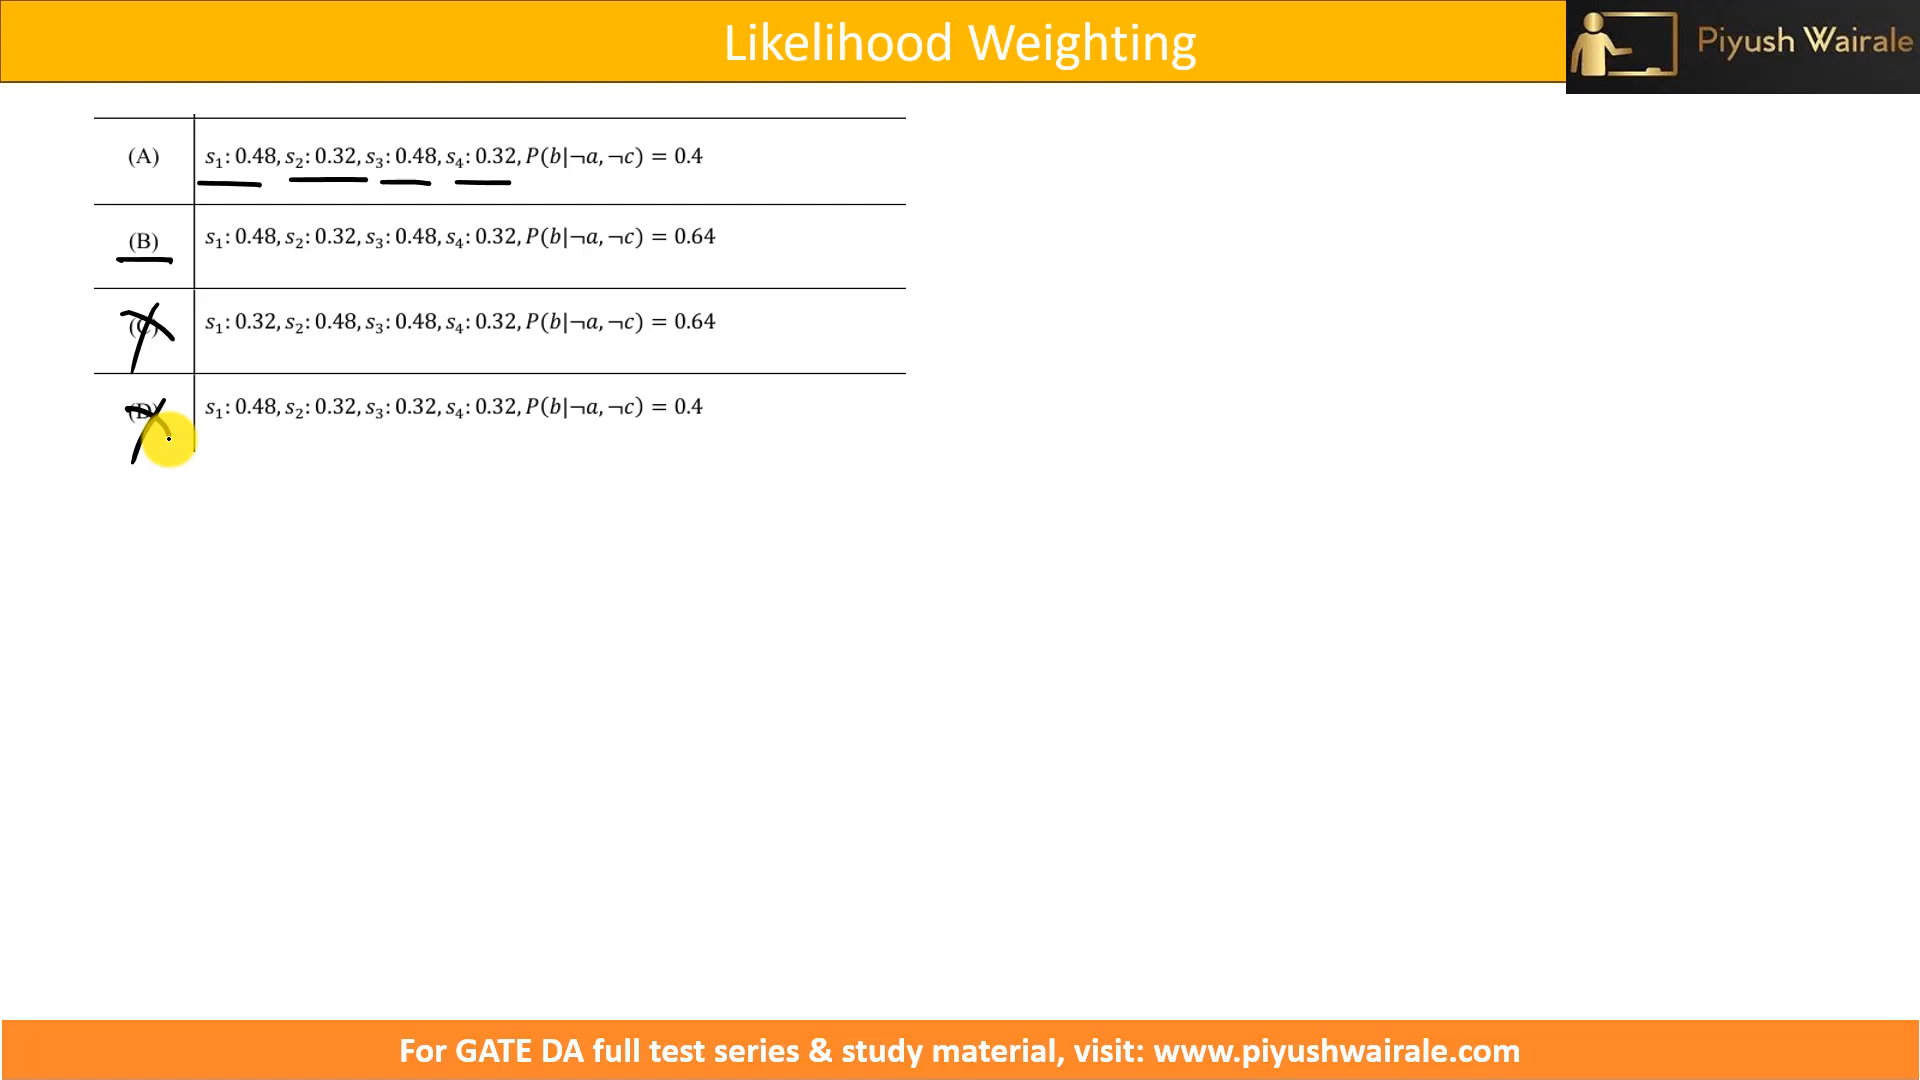 Likelihood Weighting
Piyush Wairale
(A) s₁: 0.48, s₂: 0.32, s₃: 0.48, s₄: 0.32, P(b|¬a, ¬c) = 0.4
(B) s₁: 0.48, s₂: 0.32, s₃: 0.48, s₄: 0.32, P(b|¬a, ¬c) = 0.64
(C) s₁: 0.32, s₂: 0.48, s₃: 0.48, s₄: 0.32, P(b|¬a, ¬c) = 0.64
(D) s₁: 0.48, s₂: 0.32, s₃: 0.32, s₄: 0.32, P(b|¬a, ¬c) = 0.4
For GATE DA full test series & study material, visit: www.piyushwairale.com